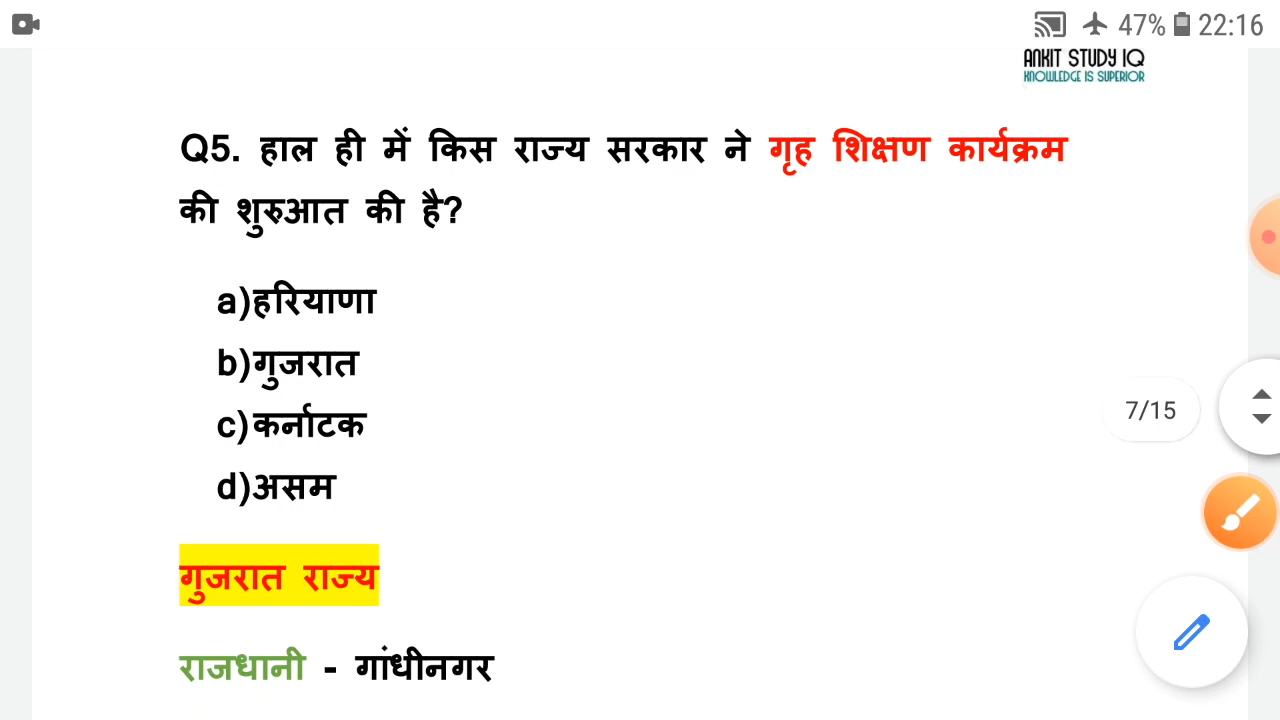 47% 22:16
ANKIT STUDY IQ
KNOWLEDGE IS SUPERIOR
Q5. हाल ही में किस राज्य सरकार ने गृह शिक्षण कार्यक्रम
की शुरुआत की है?
a)हरियाणा
b)गुजरात
c)कर्नाटक
7/15
d)असम
गुजरात राज्य
राजधानी - गांधीनगर